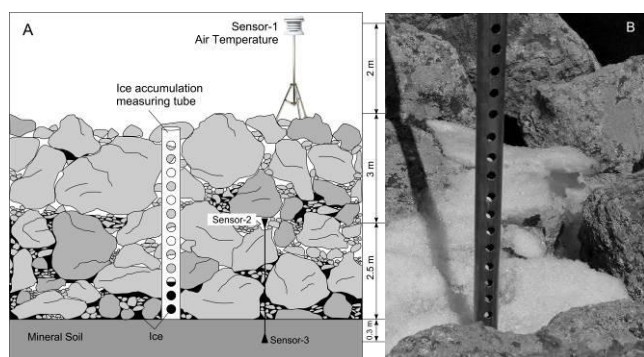 A
Sensor-1
Air Temperature
Ice accumulation
measuring tube
Sensor-2
Mineral Soil
Ice
Sensor-3
2 m
3 m
2.5 m
0.3 m
B